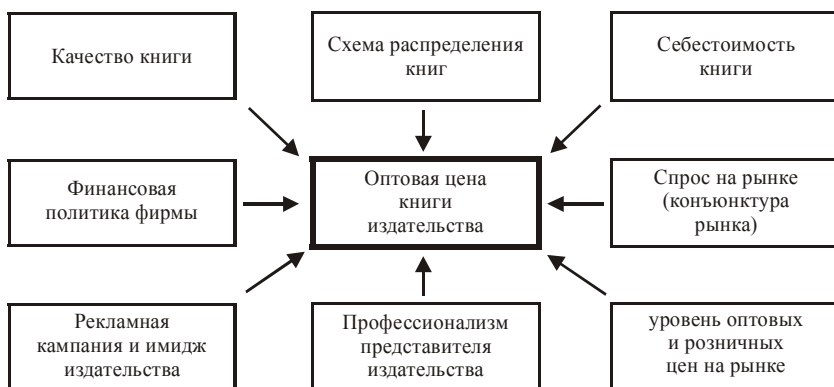 Качество книги
Схема распределения
книг
Себестоимость
книги
Финансовая
политика фирмы
Оптовая цена
книги
издательства
Спрос на рынке
(конъюнктура
рынка)
Рекламная
кампания и имидж
издательства
Профессионализм
представителя
издательства
уровень оптовых
и розничных
цен на рынке